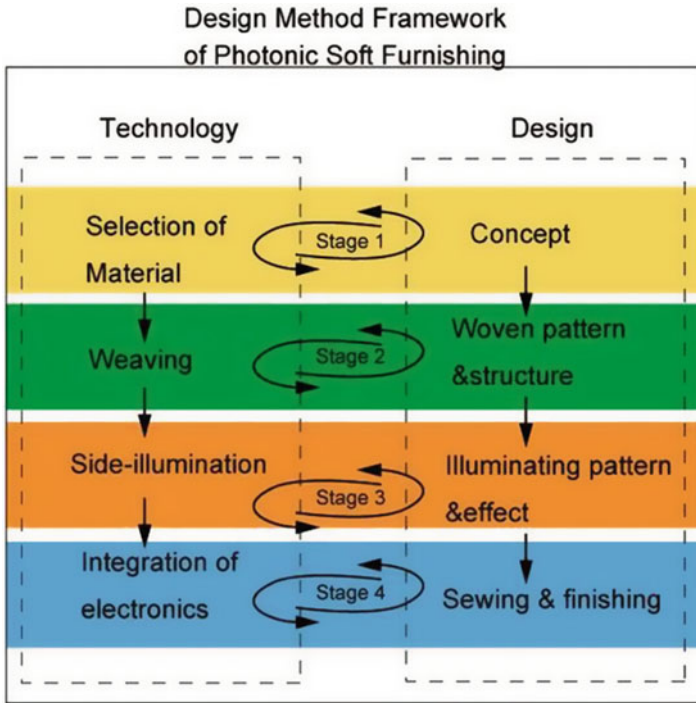 Design Method Framework
of Photonic Soft Furnishing
Technology
Design
Selection of
Material
Stage 1
Concept
Weaving
Stage 2
Woven pattern
&structure
Side-illumination
Stage 3
Illuminating pattern
&effect
Integration of
electronics
Stage 4
Sewing & finishing